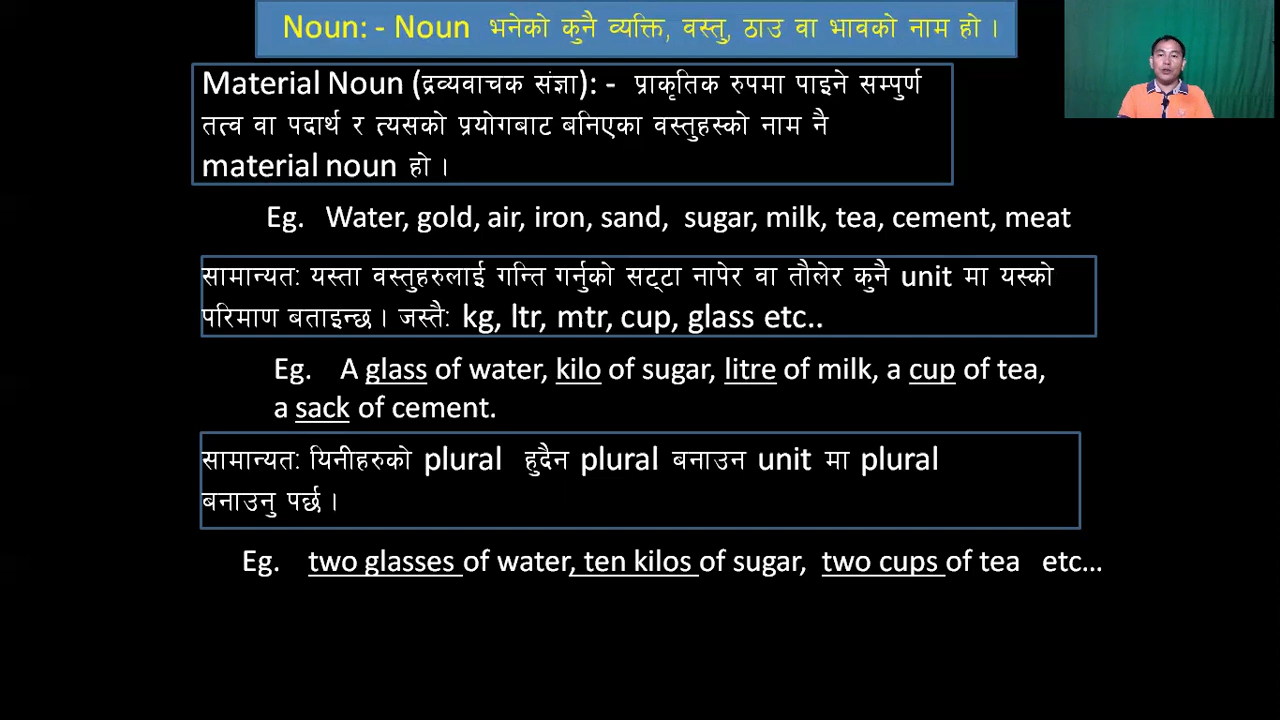 Noun: - Noun भनेको कुनै व्यक्ति, वस्तु, ठाउ वा भावको नाम हो ।
Material Noun (द्रव्यवाचक संज्ञा): - प्राकृतिक रुपमा पाइने सम्पुर्ण
तत्व वा पदार्थ र त्यसको प्रयोगबाट बनिएका वस्तुहरुको नाम नै
material noun हो ।
Eg. Water, gold, air, iron, sand, sugar, milk, tea, cement, meat
सामान्यतः यस्ता वस्तुहरुलाई गन्ति गर्नुको सट्टा नापेर वा तौलेर कुनै unit मा यस्को
परिमाण बताइन्छ । जस्तैः kg, ltr, mtr, cup, glass etc..
Eg. A glass of water, kilo of sugar, litre of milk, a cup of tea,
a sack of cement.
सामान्यतः यिनीहरुको plural हुदैन plural बनाउन unit मा plural
बनाउनु पर्छ ।
Eg. two glasses of water, ten kilos of sugar, two cups of tea etc...